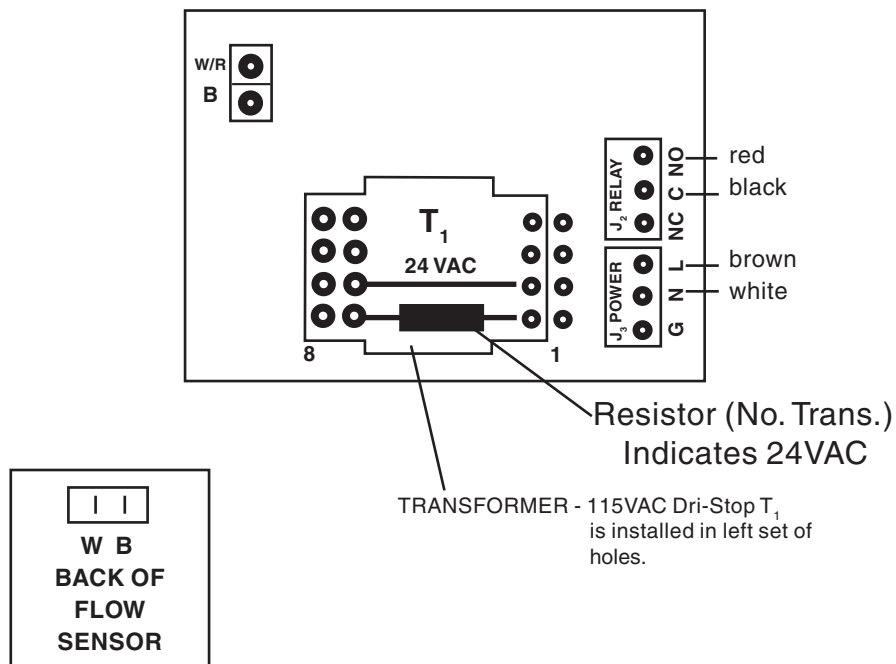 W/R
B
T1
24 VAC
8
1
J2 RELAY
NO
C
NC
red
black
J3 POWER
L
N
G
brown
white
Resistor (No. Trans.)
Indicates 24VAC
TRANSFORMER - 115VAC Dri-Stop T1
is installed in left set of
holes.
W B
BACK OF
FLOW
SENSOR